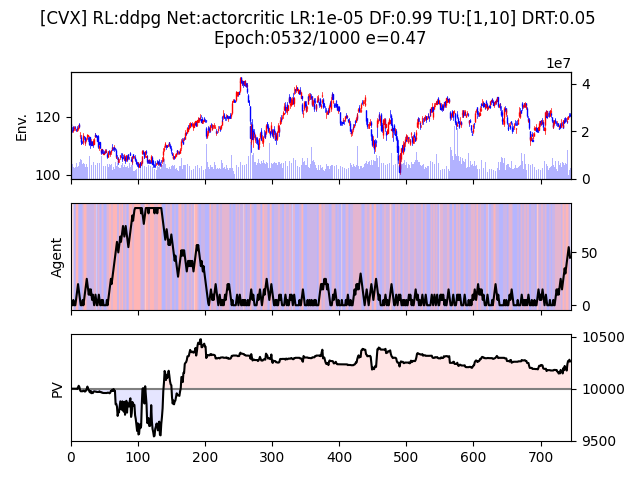 [CVX] RL:ddpg Net:actorcritic LR:1e-05 DF:0.99 TU:[1,10] DRT:0.05
Epoch:0532/1000 e=0.47
1e7
Env.
120
100
4
2
0
Agent
50
0
PV
10500
10000
9500
0 100 200 300 400 500 600 700